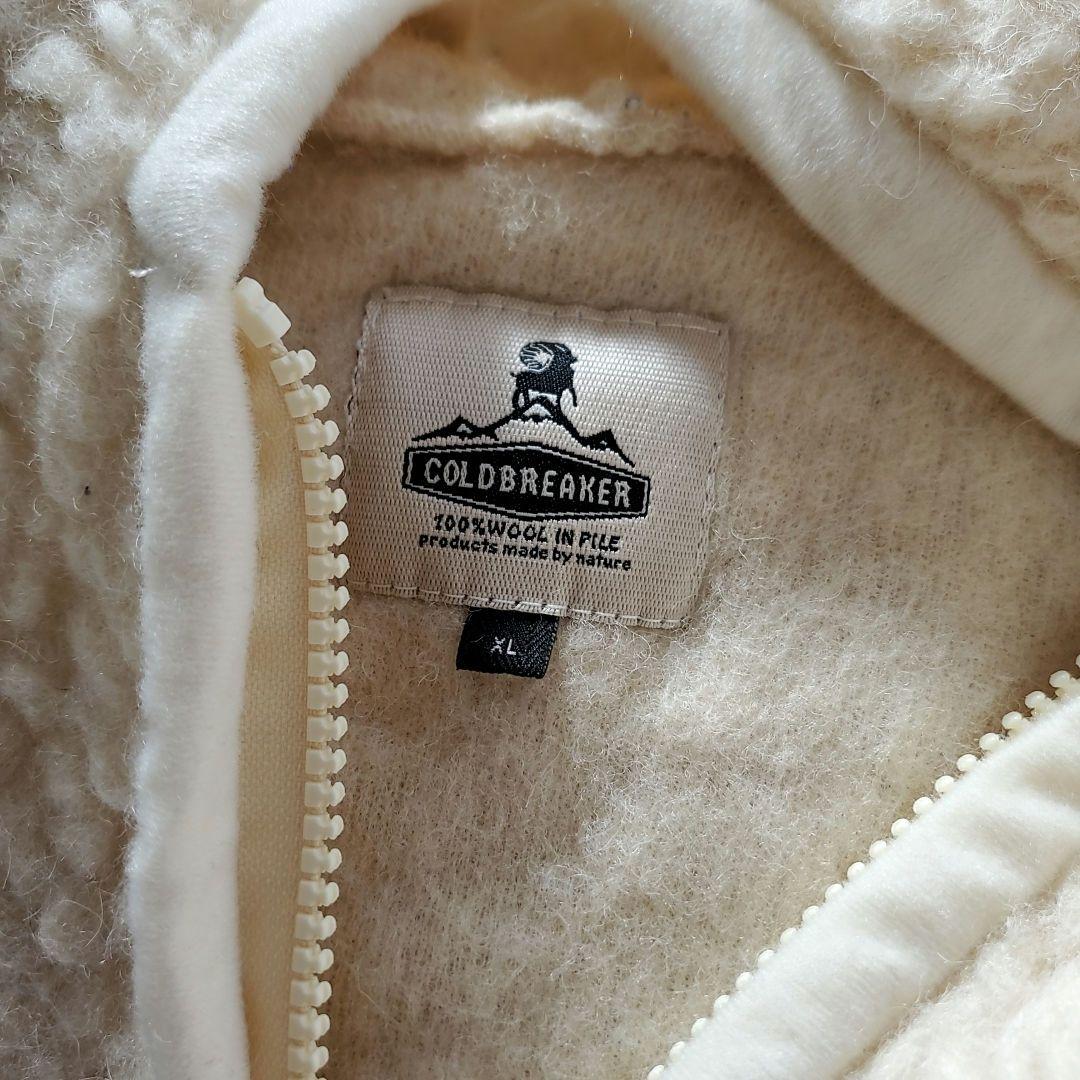 COLDBREAKER
100% WOOL IN PILE
products made by nature
XL